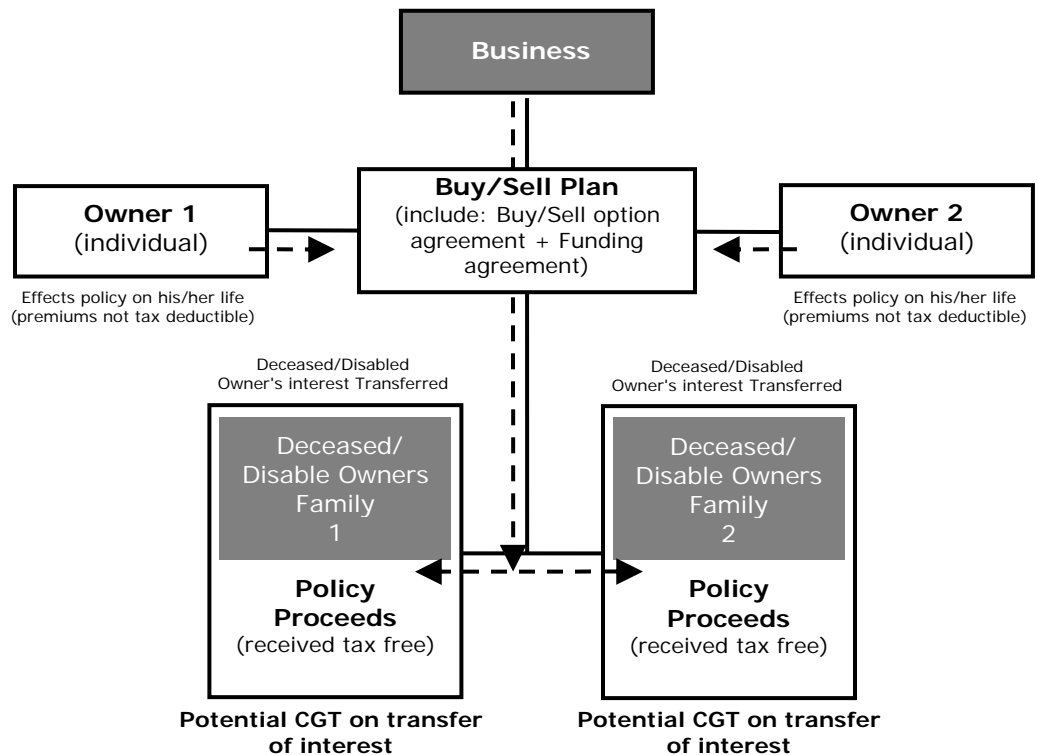 Business
Buy/Sell Plan
(include: Buy/Sell option
agreement + Funding
agreement)
Owner 1
(individual)
Owner 2
(individual)
Effects policy on his/her life
(premiums not tax deductible)
Effects policy on his/her life
(premiums not tax deductible)
Deceased/Disabled
Owner's interest Transferred
Deceased/
Disable Owners
Family
1
Policy
Proceeds
(received tax free)
Potential CGT on transfer
of interest
Deceased/Disabled
Owner's interest Transferred
Deceased/
Disable Owners
Family
2
Policy
Proceeds
(received tax free)
Potential CGT on transfer
of interest